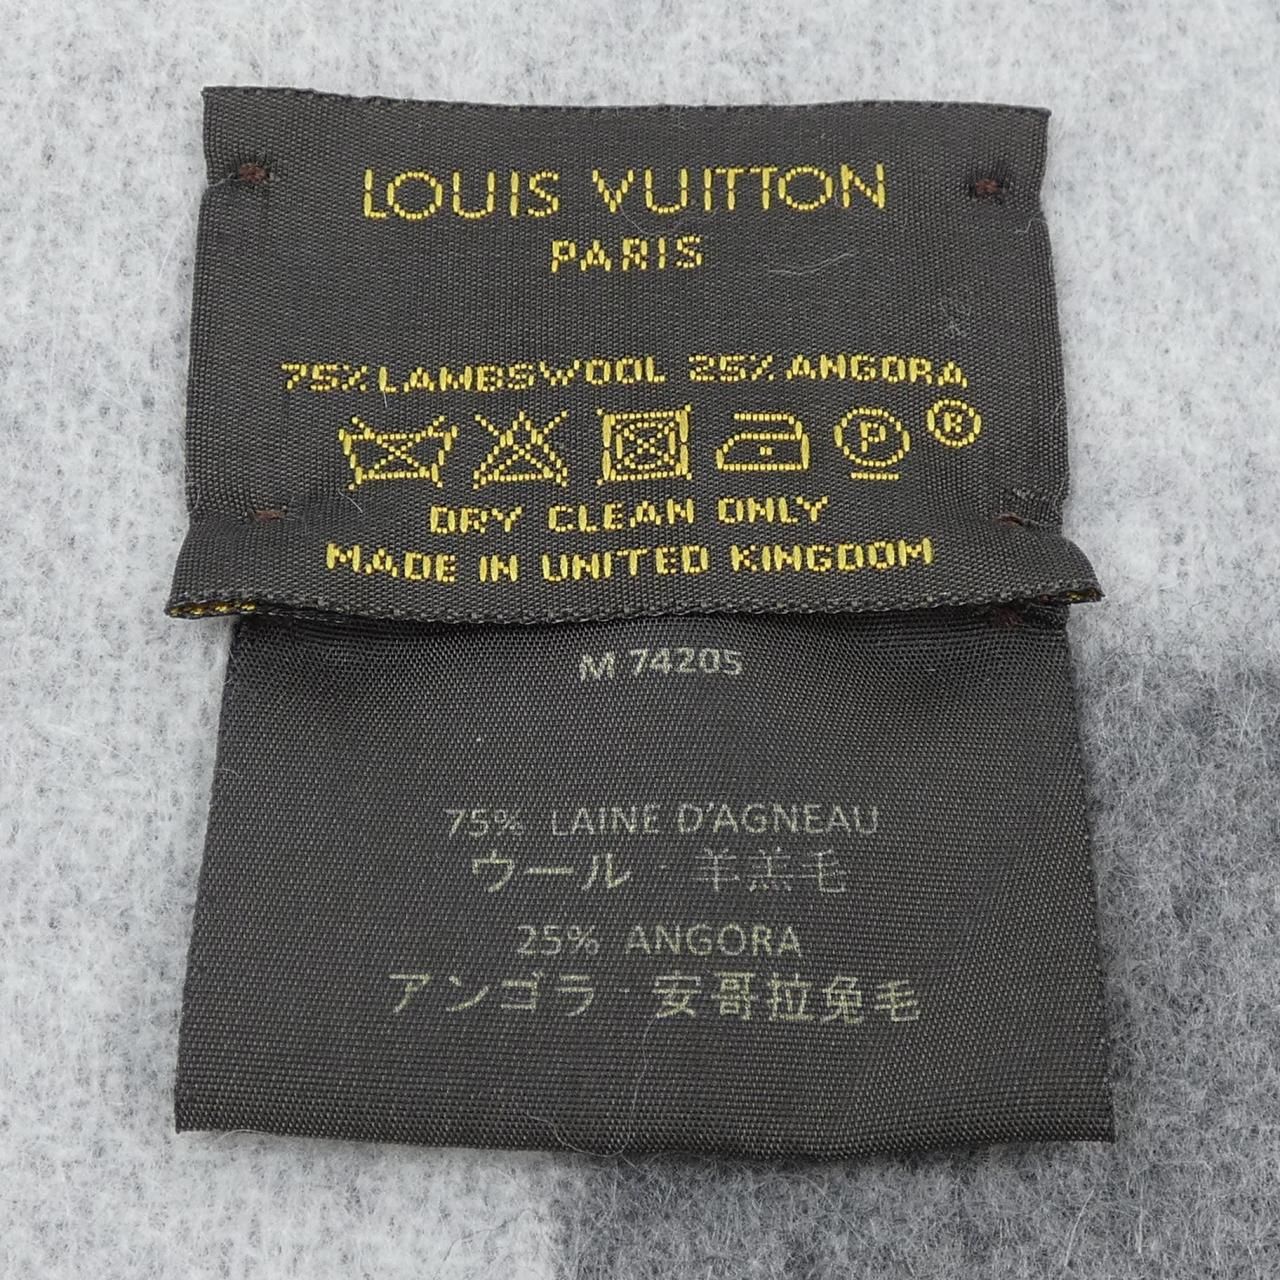 LOUIS VUITTON
PARIS
75% LAMBSWOOL 25% ANGORA
P ®
DRY CLEAN ONLY
MADE IN UNITED KINGDOM
M 74205
75% LAINE D'AGNEAU
ウール · 羊羔毛
25% ANGORA
アンゴラ · 安哥拉兔毛